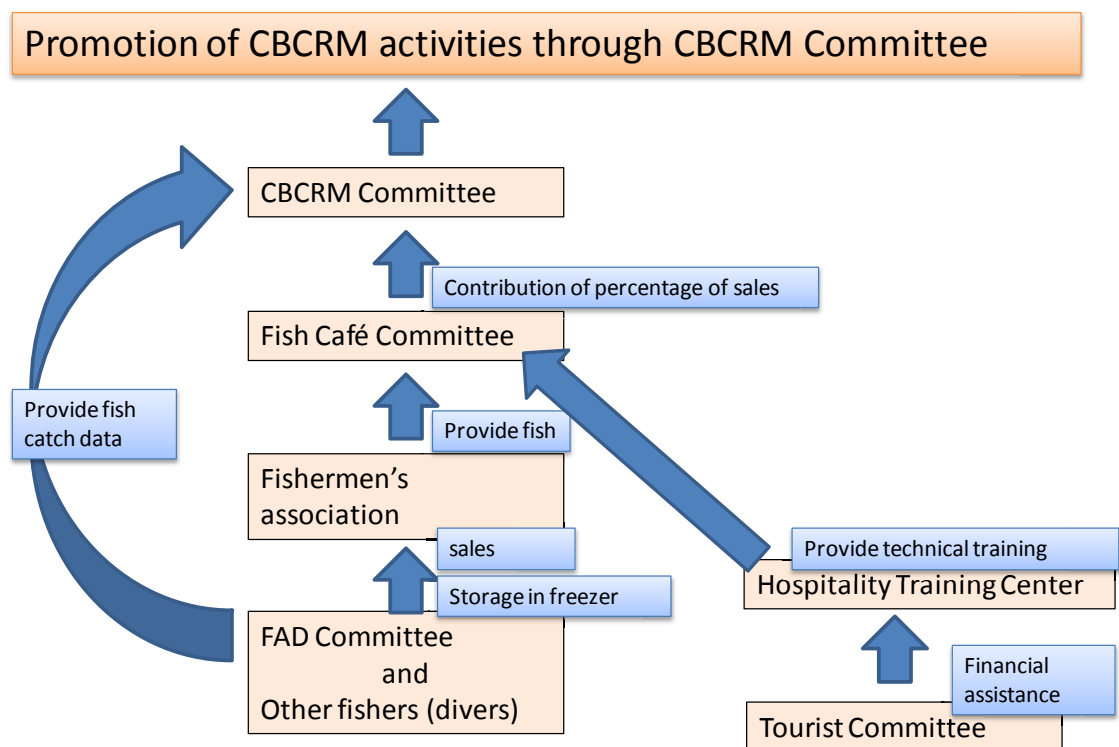 Promotion of CBCRM activities through CBCRM Committee
CBCRM Committee
Contribution of percentage of sales
Fish Café Committee
Provide fish
catch data
Provide fish
Fishermen’s
association
sales
Storage in freezer
FAD Committee
and
Other fishers (divers)
Provide technical training
Hospitality Training Center
Financial
assistance
Tourist Committee